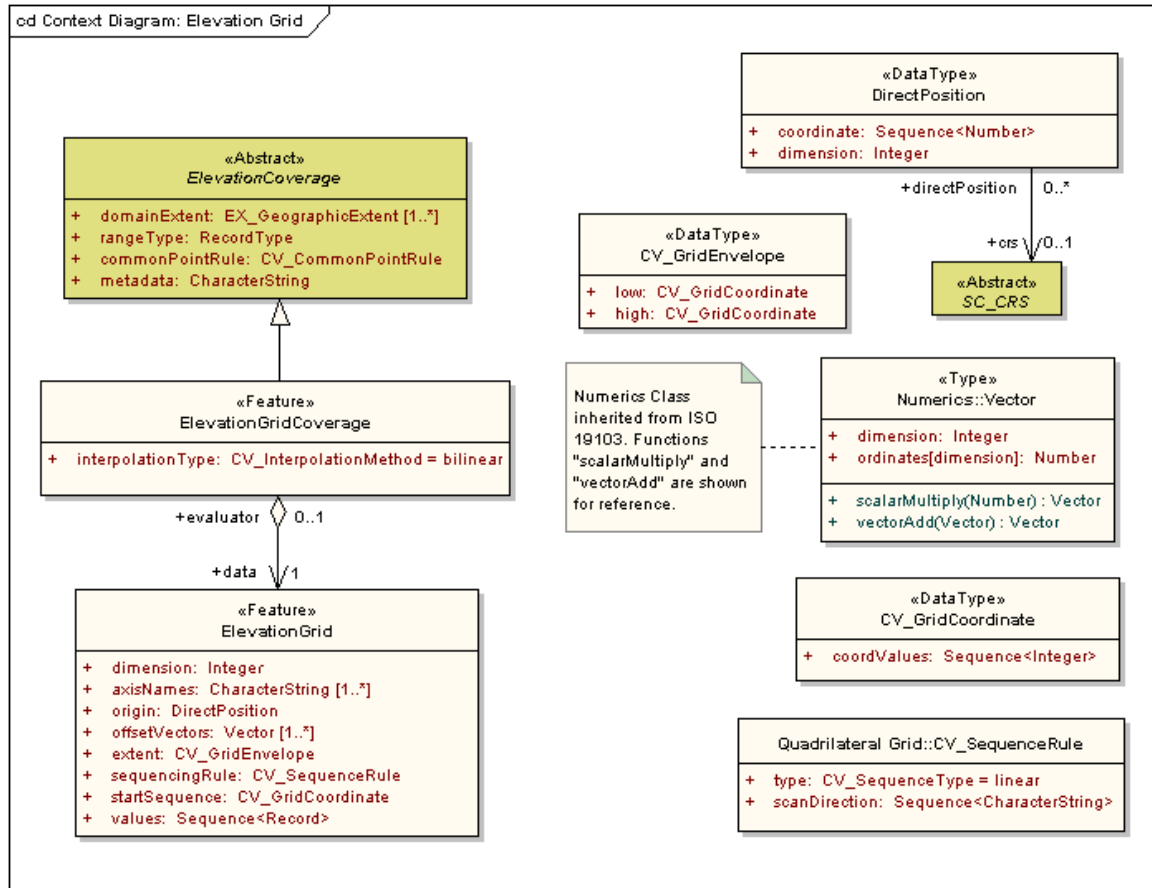 cd Context Diagram: Elevation Grid
«Abstract»
ElevationCoverage
+ domainExtent: EX_GeographicExtent [1..*]
+ rangeType: RecordType
+ commonPointRule: CV_CommonPointRule
+ metadata: CharacterString
«Feature»
ElevationGridCoverage
+ interpolationType: CV_InterpolationMethod = bilinear
+evaluator 0..1
+data 1
«Feature»
ElevationGrid
+ dimension: Integer
+ axisNames: CharacterString [1..*]
+ origin: DirectPosition
+ offsetVectors: Vector [1..*]
+ extent: CV_GridEnvelope
+ sequencingRule: CV_SequenceRule
+ startSequence: CV_GridCoordinate
+ values: Sequence<Record>
«DataType»
DirectPosition
+ coordinate: Sequence<Number>
+ dimension: Integer
+directPosition 0..*
+crs 0..1
«Abstract»
SC_CRS
«DataType»
CV_GridEnvelope
+ low: CV_GridCoordinate
+ high: CV_GridCoordinate
Numerics Class
inherited from ISO
19103. Functions
"scalarMultiply" and
"vectorAdd" are shown
for reference.
«Type»
Numerics::Vector
+ dimension: Integer
+ ordinates[dimension]: Number
+ scalarMultiply(Number) : Vector
+ vectorAdd(Vector) : Vector
«DataType»
CV_GridCoordinate
+ coordValues: Sequence<Integer>
Quadrilateral Grid::CV_SequenceRule
+ type: CV_SequenceType = linear
+ scanDirection: Sequence<CharacterString>